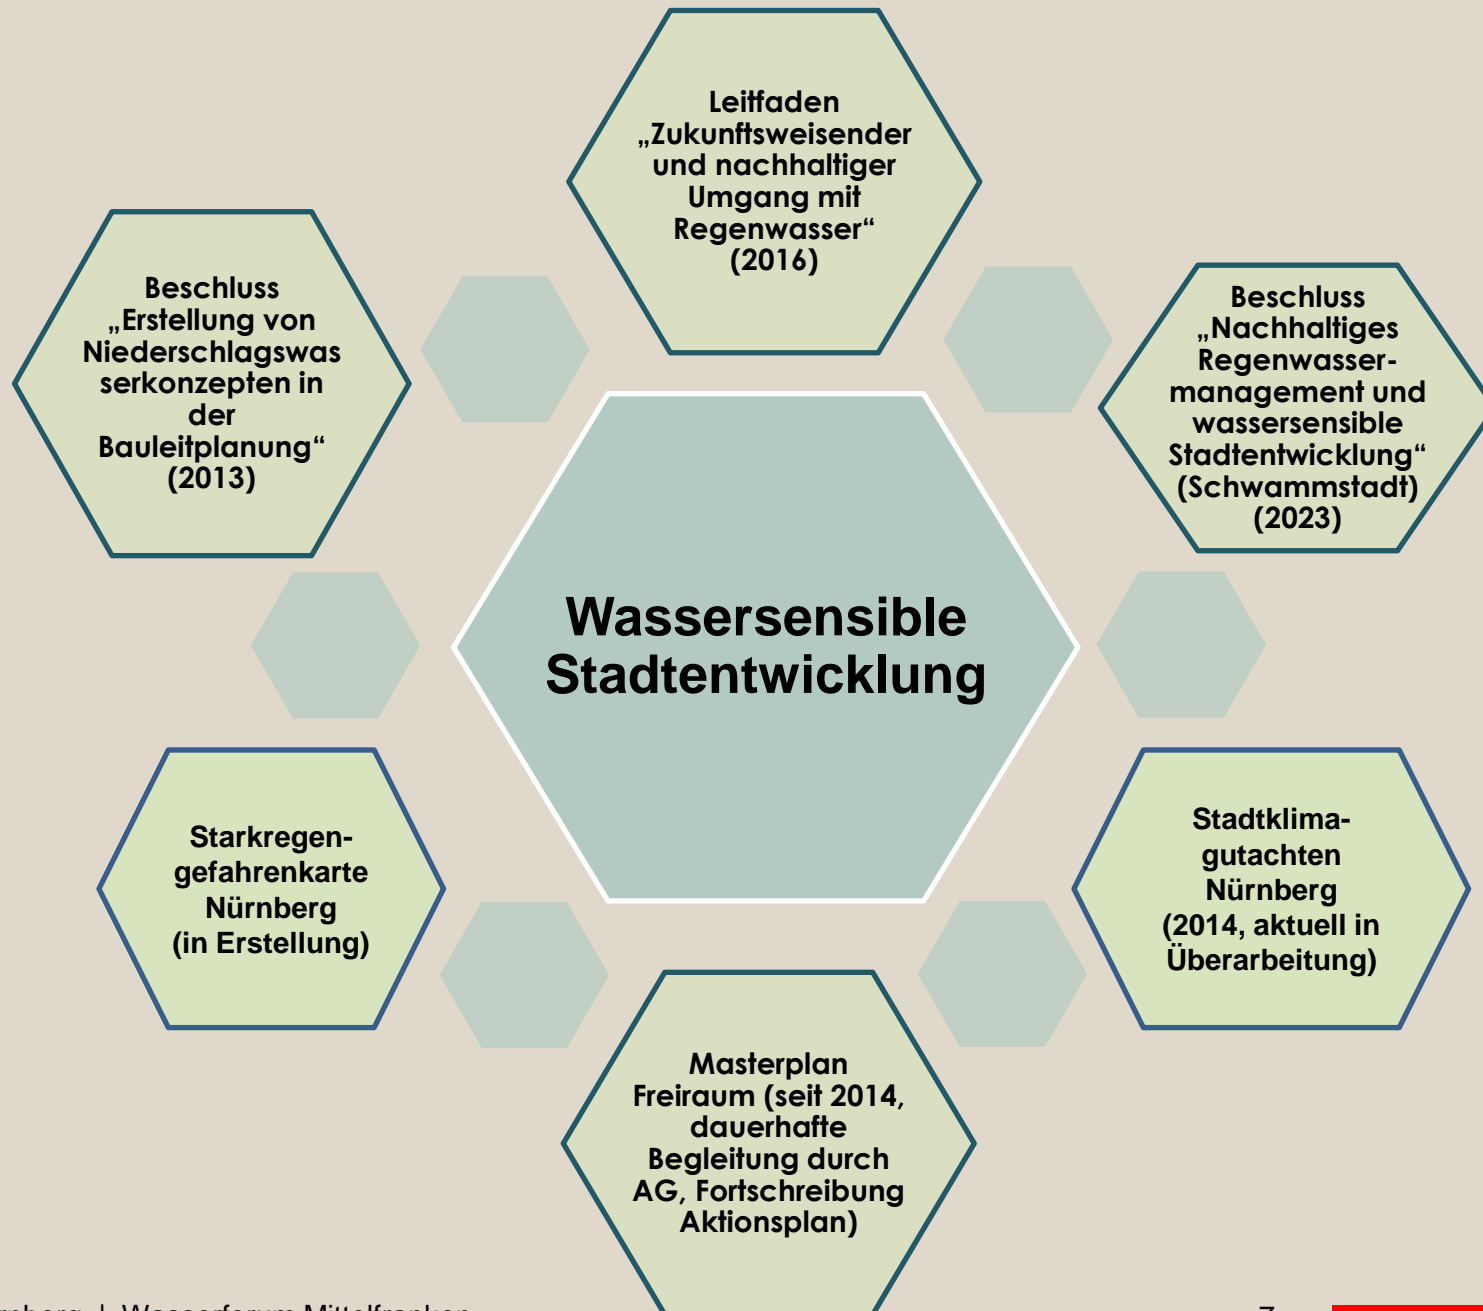 Leitfaden
„Zukunftsweisender
und nachhaltiger
Umgang mit
Regenwasser“
(2016)
Beschluss
„Erstellung von
Niederschlagswas
serkonzepten in
der
Bauleitplanung“
(2013)
Beschluss
„Nachhaltiges
Regenwasser-
management und
wassersensible
Stadtentwicklung“
(Schwammstadt)
(2023)
Wassersensible
Stadtentwicklung
Starkregen-
gefahrenkarte
Nürnberg
(in Erstellung)
Stadtklima-
gutachten
Nürnberg
(2014, aktuell in
Überarbeitung)
Masterplan
Freiraum (seit 2014,
dauerhafte
Begleitung durch
AG, Fortschreibung
Aktionsplan)
| Wasserforum Mittelfranken